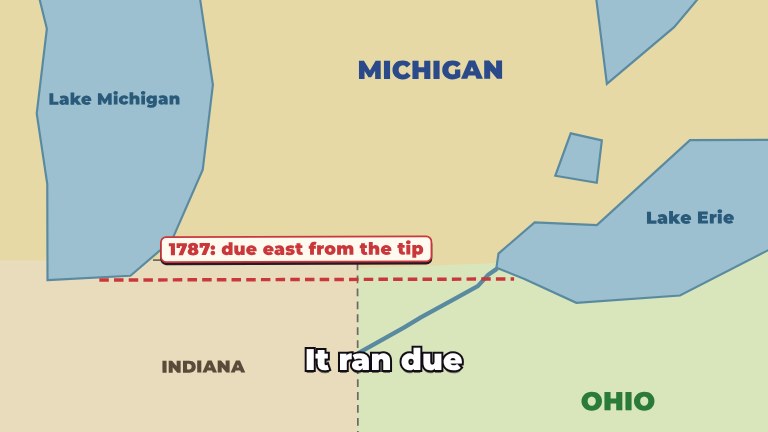 MICHIGAN
Lake Michigan
Lake Erie
1787: due east from the tip
It ran due
INDIANA
OHIO